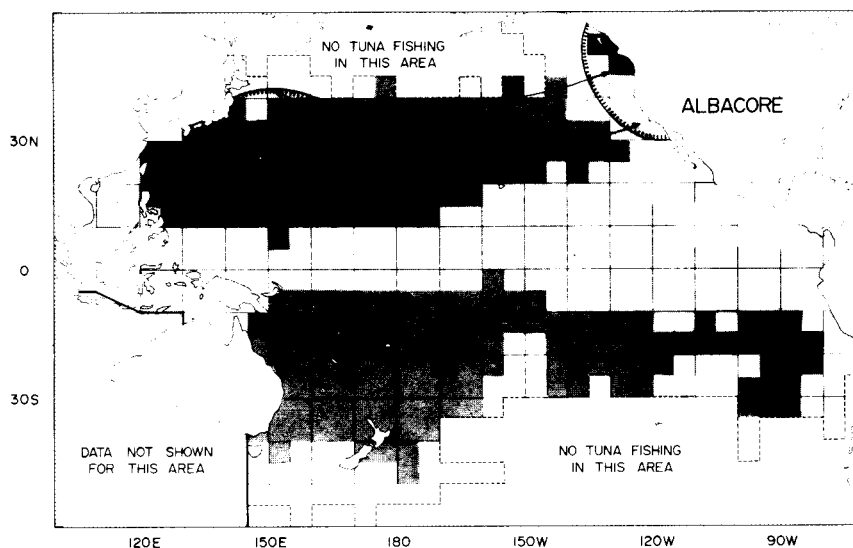 NO TUNA FISHING
IN THIS AREA
ALBACORE
30N
0
30S
DATA NOT SHOWN
FOR THIS AREA
NO TUNA FISHING
IN THIS AREA
120E 150E 180 150W 120W 90W